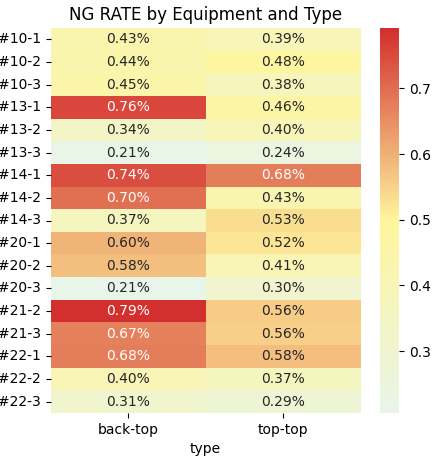 NG RATE by Equipment and Type
#10-1 0.43% 0.39%
#10-2 0.44% 0.48%
#10-3 0.45% 0.38%
#13-1 0.76% 0.46%
#13-2 0.34% 0.40%
#13-3 0.21% 0.24%
#14-1 0.74% 0.68%
#14-2 0.70% 0.43%
#14-3 0.37% 0.53%
#20-1 0.60% 0.52%
#20-2 0.58% 0.41%
#20-3 0.21% 0.30%
#21-2 0.79% 0.56%
#21-3 0.67% 0.56%
#22-1 0.68% 0.58%
#22-2 0.40% 0.37%
#22-3 0.31% 0.29%
back-top top-top
type
0.7
0.6
0.5
0.4
0.3